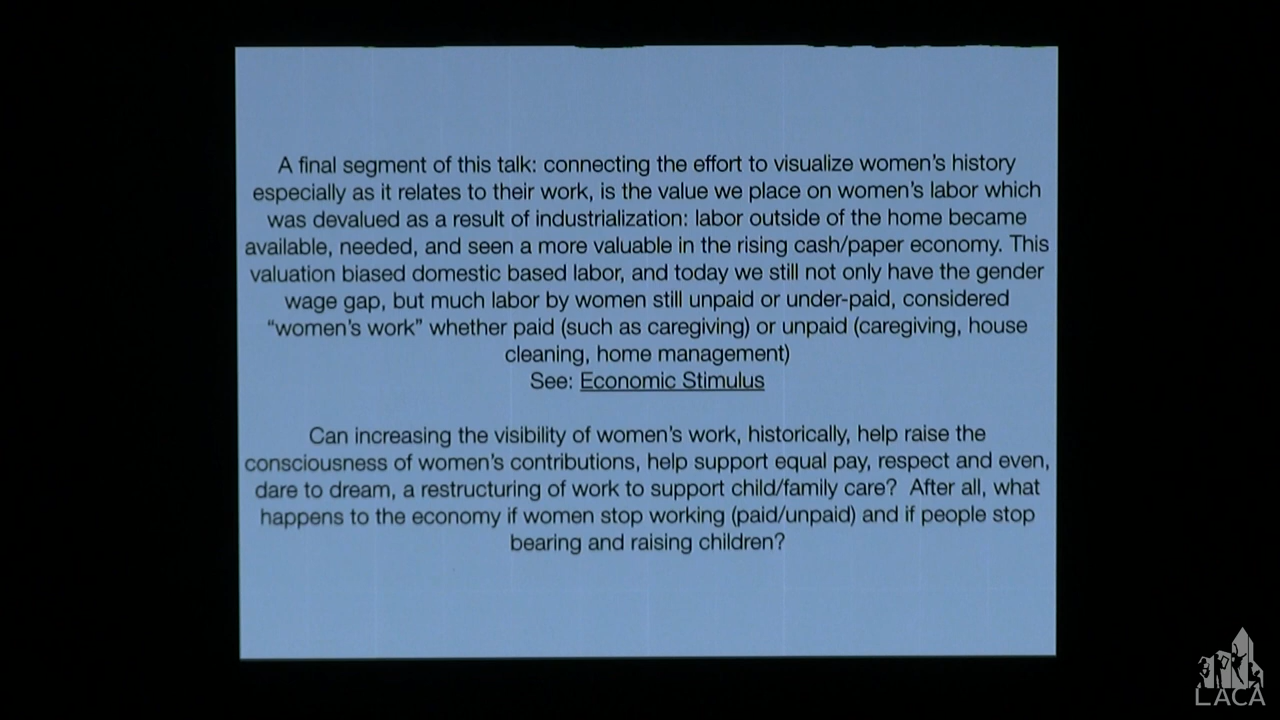 A final segment of this talk: connecting the effort to visualize women's history
especially as it relates to their work, is the value we place on women's labor which
was devalued as a result of industrialization: labor outside of the home became
available, needed, and seen a more valuable in the rising cash/paper economy. This
valuation biased domestic based labor, and today we still not only have the gender
wage gap, but much labor by women still unpaid or under-paid, considered
“women's work” whether paid (such as caregiving) or unpaid (caregiving, house
cleaning, home management)
See: Economic Stimulus
Can increasing the visibility of women's work, historically, help raise the
consciousness of women's contributions, help support equal pay, respect and even,
dare to dream, a restructuring of work to support child/family care? After all, what
happens to the economy if women stop working (paid/unpaid) and if people stop
bearing and raising children?
LACA